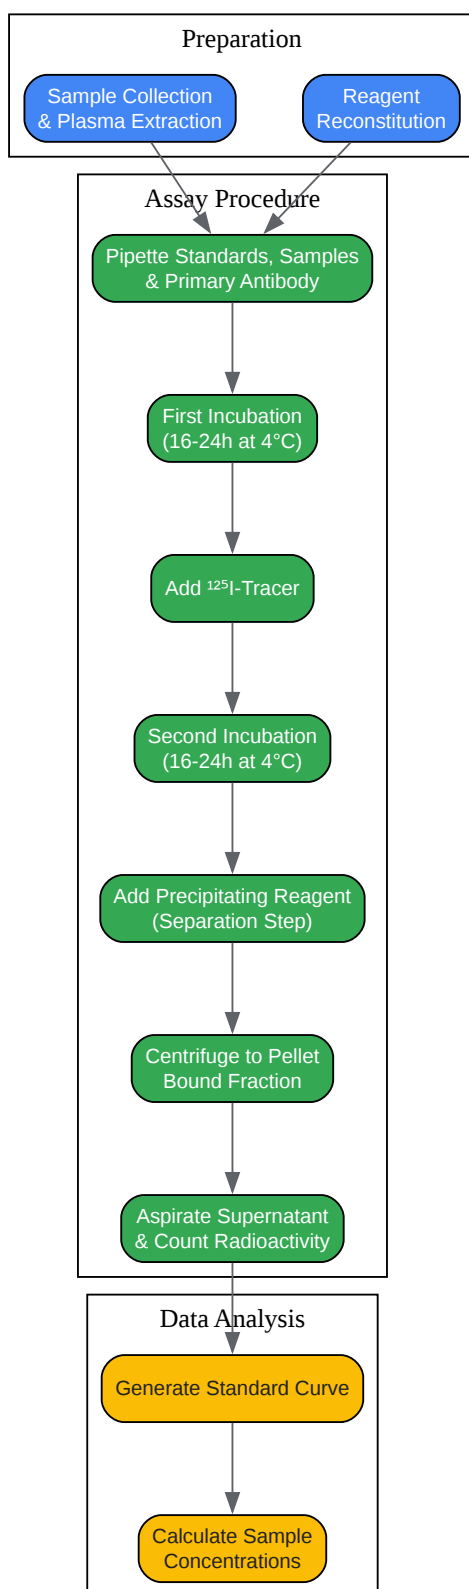 Preparation
Sample Collection
& Plasma Extraction
Reagent
Reconstitution
Assay Procedure
Pipette Standards, Samples
& Primary Antibody
First Incubation
(16-24h at 4°C)
Add ¹²⁵I-Tracer
Second Incubation
(16-24h at 4°C)
Add Precipitating Reagent
(Separation Step)
Centrifuge to Pellet
Bound Fraction
Aspirate Supernatant
& Count Radioactivity
Data Analysis
Generate Standard Curve
Calculate Sample
Concentrations